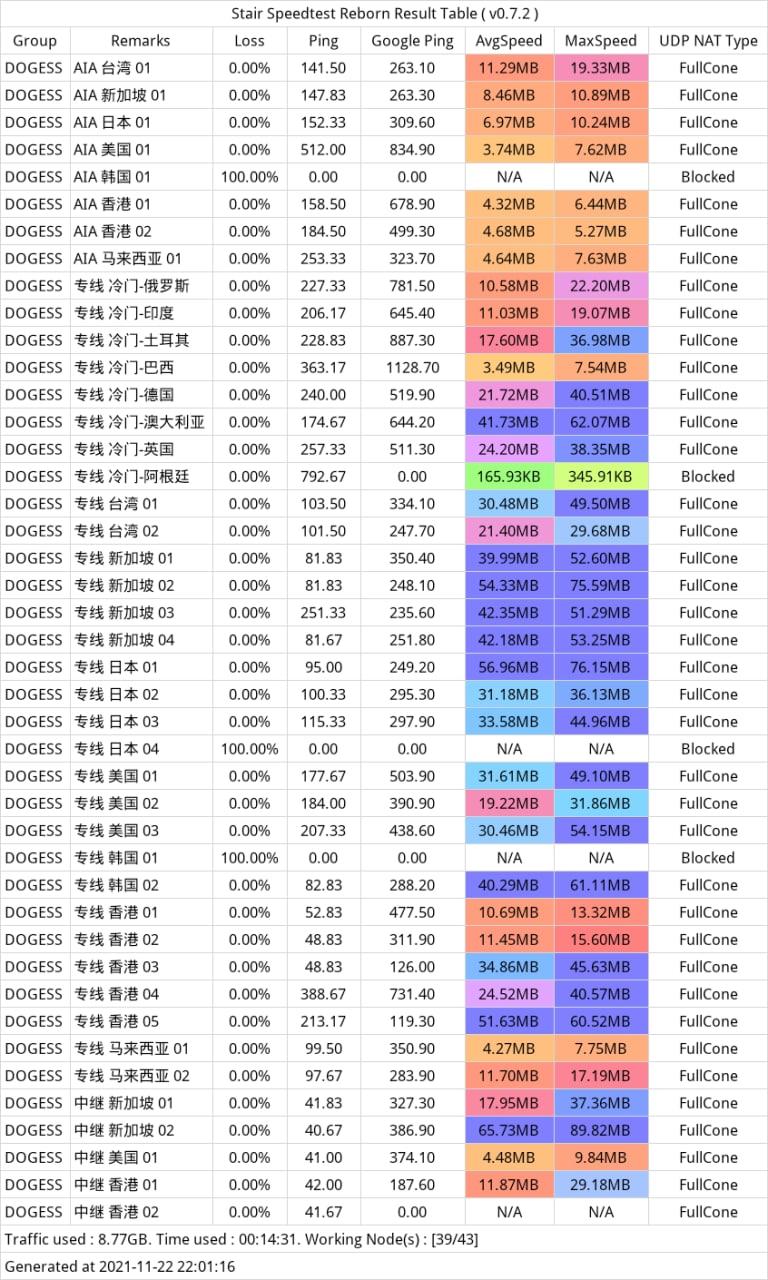 Stair Speedtest Reborn Result Table ( v0.7.2 )
Group Remarks Loss Ping Google Ping AvgSpeed MaxSpeed UDP NAT Type
DOGESS AIA 台湾 01 0.00% 141.50 263.10 11.29MB 19.33MB FullCone
DOGESS AIA 新加坡 01 0.00% 147.83 263.30 8.46MB 10.89MB FullCone
DOGESS AIA 日本 01 0.00% 152.33 309.60 6.97MB 10.24MB FullCone
DOGESS AIA 美国 01 0.00% 512.00 834.90 3.74MB 7.62MB FullCone
DOGESS AIA 韩国 01 100.00% 0.00 0.00 N/A N/A Blocked
DOGESS AIA 香港 01 0.00% 158.50 678.90 4.32MB 6.44MB FullCone
DOGESS AIA 香港 02 0.00% 184.50 499.30 4.68MB 5.27MB FullCone
DOGESS AIA 马来西亚 01 0.00% 253.33 323.70 4.64MB 7.63MB FullCone
DOGESS 专线 冷门-俄罗斯 0.00% 227.33 781.50 10.58MB 22.20MB FullCone
DOGESS 专线 冷门-印度 0.00% 206.17 645.40 11.03MB 19.07MB FullCone
DOGESS 专线 冷门-土耳其 0.00% 228.83 887.30 17.60MB 36.98MB FullCone
DOGESS 专线 冷门-巴西 0.00% 363.17 1128.70 3.49MB 7.54MB FullCone
DOGESS 专线 冷门-德国 0.00% 240.00 519.90 21.72MB 40.51MB FullCone
DOGESS 专线 冷门-澳大利亚 0.00% 174.67 644.20 41.73MB 62.07MB FullCone
DOGESS 专线 冷门-英国 0.00% 257.33 511.30 24.20MB 38.35MB FullCone
DOGESS 专线 冷门-阿根廷 0.00% 792.67 0.00 165.93KB 345.91KB Blocked
DOGESS 专线 台湾 01 0.00% 103.50 334.10 30.48MB 49.50MB FullCone
DOGESS 专线 台湾 02 0.00% 101.50 247.70 21.40MB 29.68MB FullCone
DOGESS 专线 新加坡 01 0.00% 81.83 350.40 39.99MB 52.60MB FullCone
DOGESS 专线 新加坡 02 0.00% 81.83 248.10 54.33MB 75.59MB FullCone
DOGESS 专线 新加坡 03 0.00% 251.33 235.60 42.35MB 51.29MB FullCone
DOGESS 专线 新加坡 04 0.00% 81.67 251.80 42.18MB 53.25MB FullCone
DOGESS 专线 日本 01 0.00% 95.00 249.20 56.96MB 76.15MB FullCone
DOGESS 专线 日本 02 0.00% 100.33 295.30 31.18MB 36.13MB FullCone
DOGESS 专线 日本 03 0.00% 115.33 297.90 33.58MB 44.96MB FullCone
DOGESS 专线 日本 04 100.00% 0.00 0.00 N/A N/A Blocked
DOGESS 专线 美国 01 0.00% 177.67 503.90 31.61MB 49.10MB FullCone
DOGESS 专线 美国 02 0.00% 184.00 390.90 19.22MB 31.86MB FullCone
DOGESS 专线 美国 03 0.00% 207.33 438.60 30.46MB 54.15MB FullCone
DOGESS 专线 韩国 01 100.00% 0.00 0.00 N/A N/A Blocked
DOGESS 专线 韩国 02 0.00% 82.83 288.20 40.29MB 61.11MB FullCone
DOGESS 专线 香港 01 0.00% 52.83 477.50 10.69MB 13.32MB FullCone
DOGESS 专线 香港 02 0.00% 48.83 311.90 11.45MB 15.60MB FullCone
DOGESS 专线 香港 03 0.00% 48.83 126.00 34.86MB 45.63MB FullCone
DOGESS 专线 香港 04 0.00% 388.67 731.40 24.52MB 40.57MB FullCone
DOGESS 专线 香港 05 0.00% 213.17 119.30 51.63MB 60.52MB FullCone
DOGESS 专线 马来西亚 01 0.00% 99.50 350.90 4.27MB 7.75MB FullCone
DOGESS 专线 马来西亚 02 0.00% 97.67 283.90 11.70MB 17.19MB FullCone
DOGESS 中继 新加坡 01 0.00% 41.83 327.30 17.95MB 37.36MB FullCone
DOGESS 中继 新加坡 02 0.00% 40.67 386.90 65.73MB 89.82MB FullCone
DOGESS 中继 美国 01 0.00% 41.00 374.10 4.48MB 9.84MB FullCone
DOGESS 中继 香港 01 0.00% 42.00 187.60 11.87MB 29.18MB FullCone
DOGESS 中继 香港 02 0.00% 41.67 0.00 N/A N/A FullCone
Traffic used : 8.77GB. Time used : 00:14:31. Working Node(s) : [39/43]
Generated at 2021-11-22 22:01:16